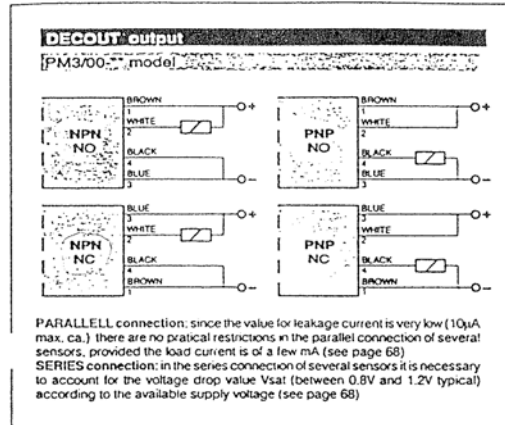 DECOUT output
PM3/00-** model
NPN
NO
BROWN
1
WHITE
2
BLACK
4
BLUE
3
+
–
PNP
NO
BROWN
1
WHITE
2
BLACK
4
BLUE
3
+
–
NPN
NC
BLUE
3
WHITE
2
BLACK
4
BROWN
1
+
–
PNP
NC
BLUE
3
WHITE
2
BLACK
4
BROWN
1
+
–
PARALLELL connection: since the value for leakage current is very low (10µA
max, ca.) there are no pratical restrictions in the parallel connection of several
sensors, provided the load current is of a few mA (see page 68)
SERIES connection: in the series connection of several sensors it is necessary
to account for the voltage drop value Vsat (between 0.8V and 1.2V typical)
according to the available supply voltage (see page 68)